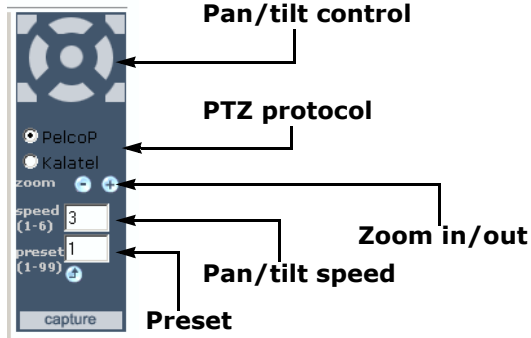 Pan/tilt control
PTZ protocol
PelcoP
Kalatel
zoom
speed
(1-6)
3
Zoom in/out
preset
(1-99)
1
Pan/tilt speed
capture
Preset